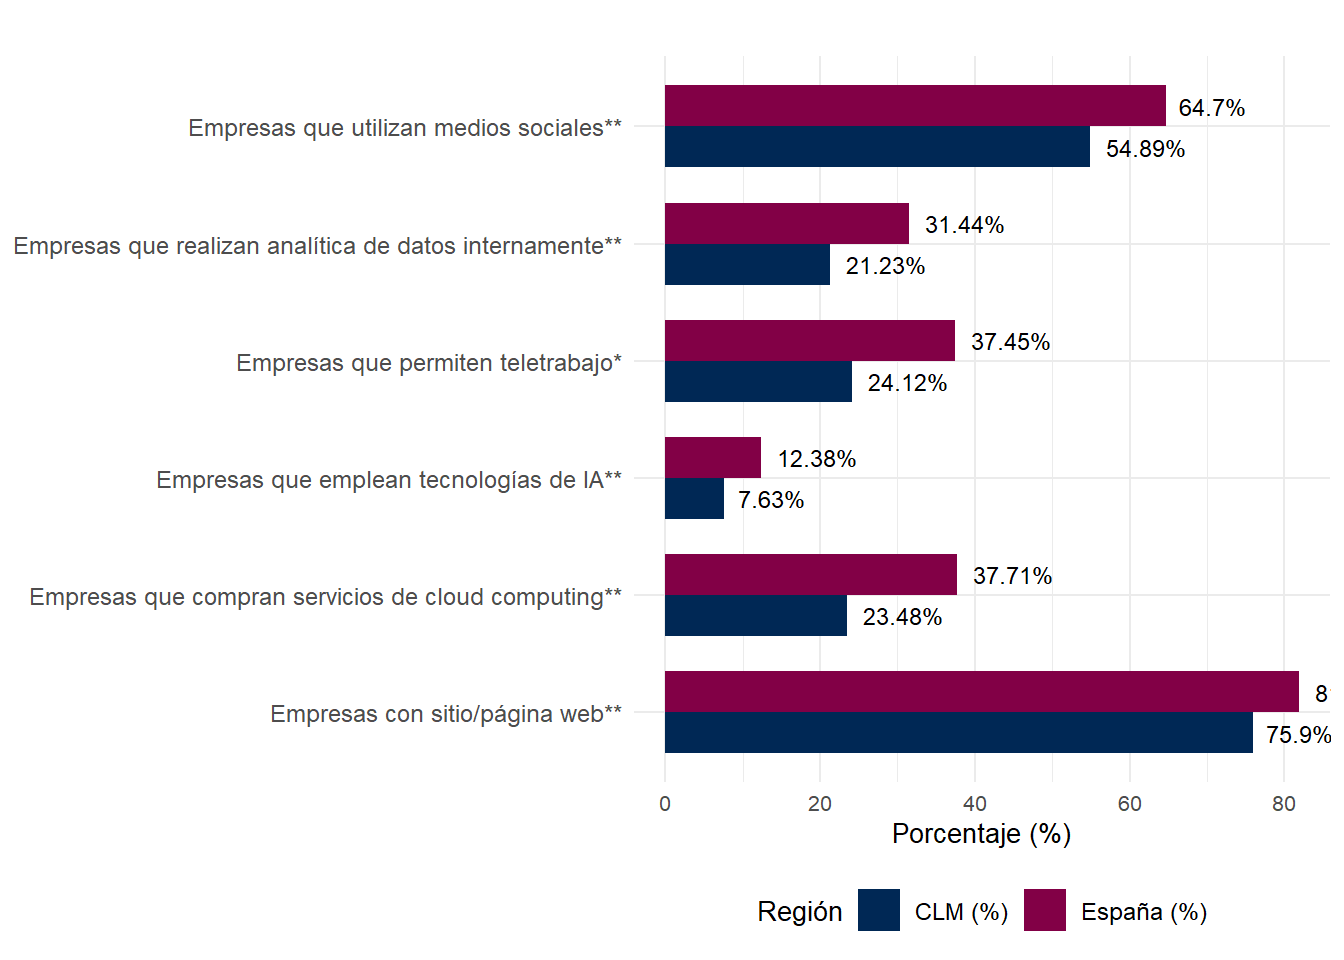 Empresas que utilizan medios sociales**
64.7%
54.89%
Empresas que realizan analítica de datos internamente**
31.44%
21.23%
Empresas que permiten teletrabajo*
37.45%
24.12%
Empresas que emplean tecnologías de IA**
12.38%
7.63%
Empresas que compran servicios de cloud computing**
37.71%
23.48%
Empresas con sitio/página web**
75.9%
0 20 40 60 80
Porcentaje (%)
Región CLM (%) España (%)